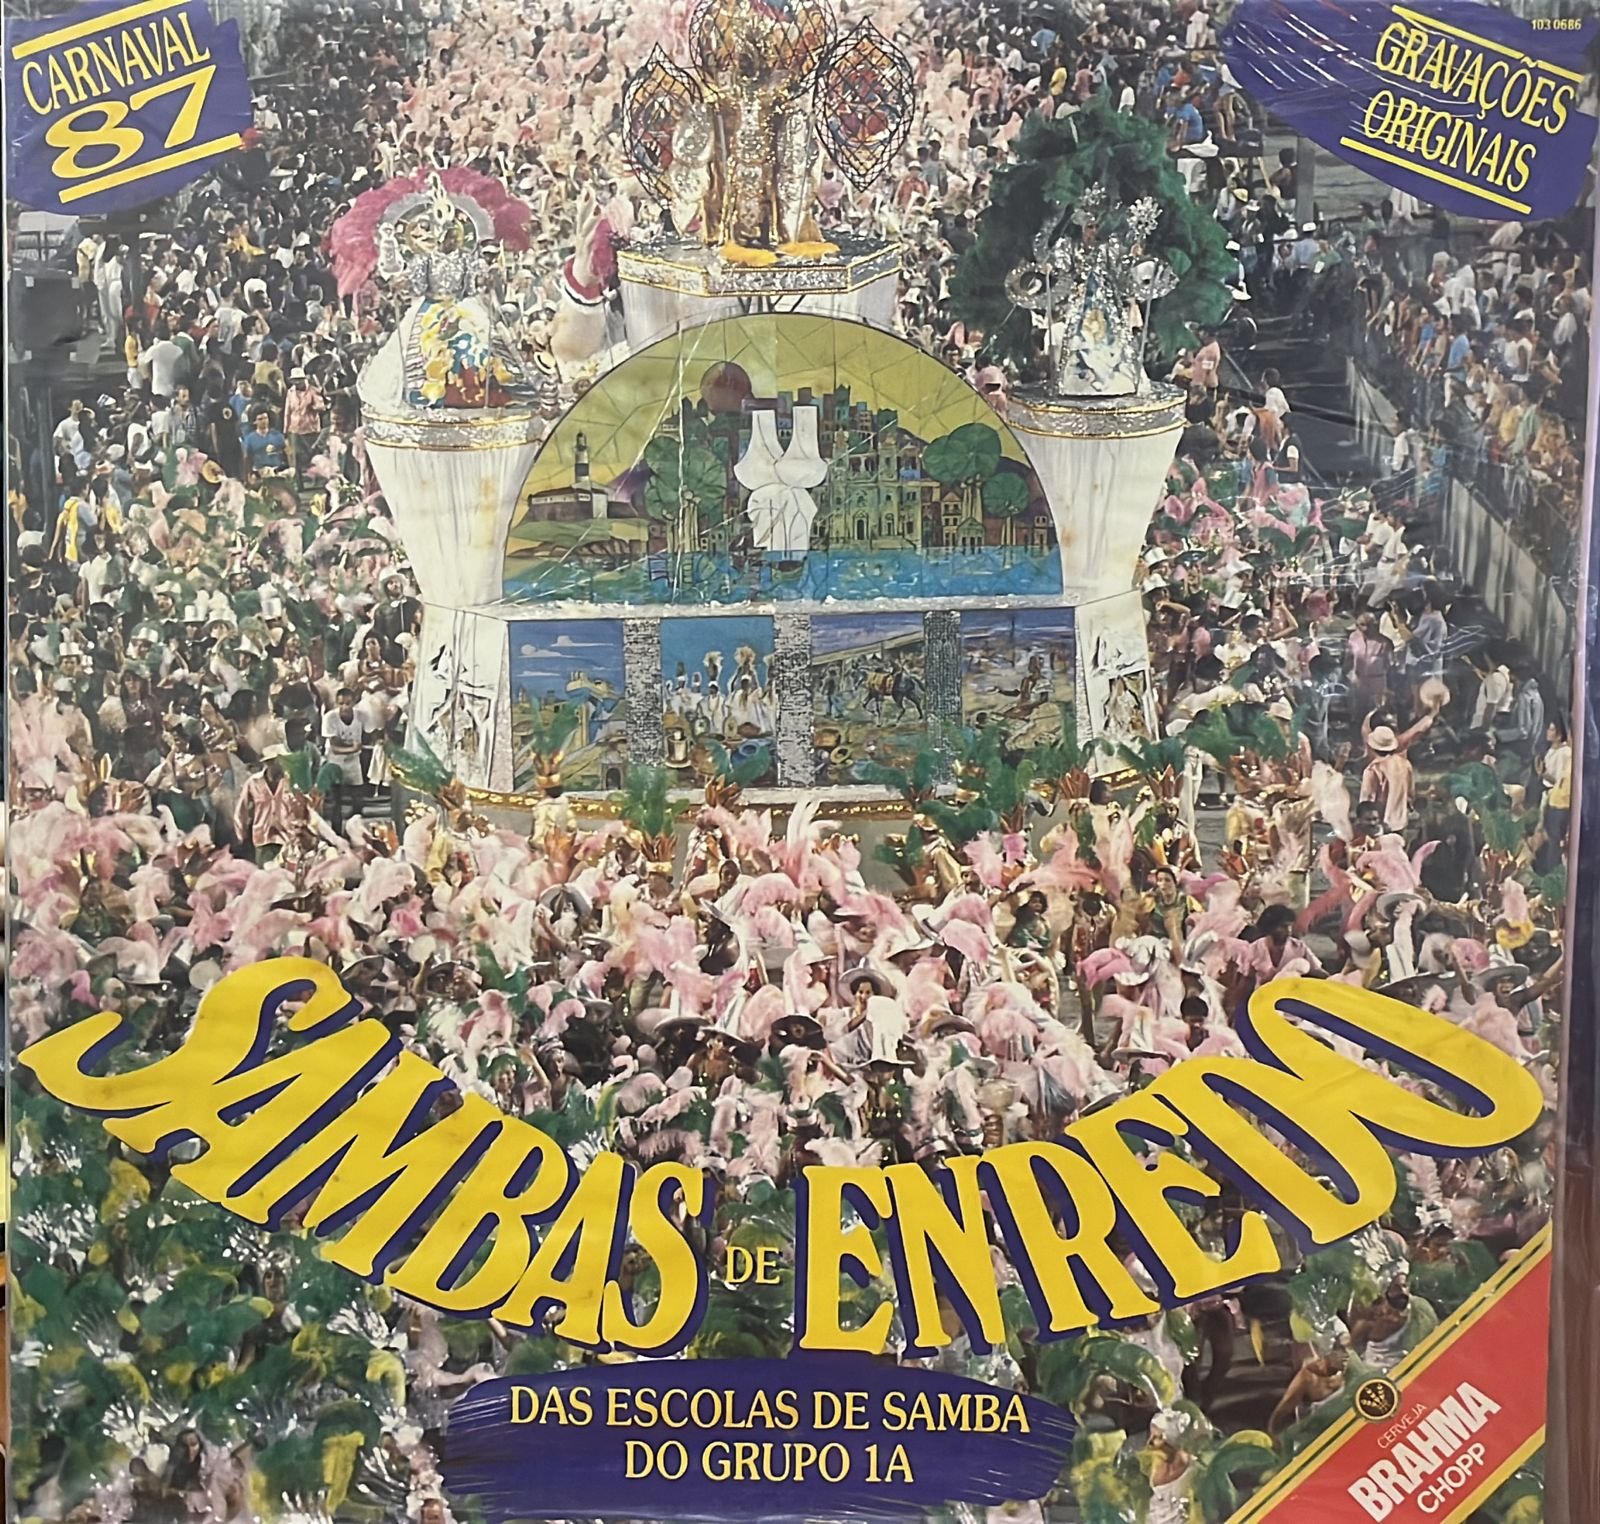 CARNAVAL
87
GRAVAÇÕES
ORIGINAIS
103 0686
SAMBAS DE ENREDO
DAS ESCOLAS DE SAMBA
DO GRUPO 1A
CERVEJA
BRAHMA
CHOPP